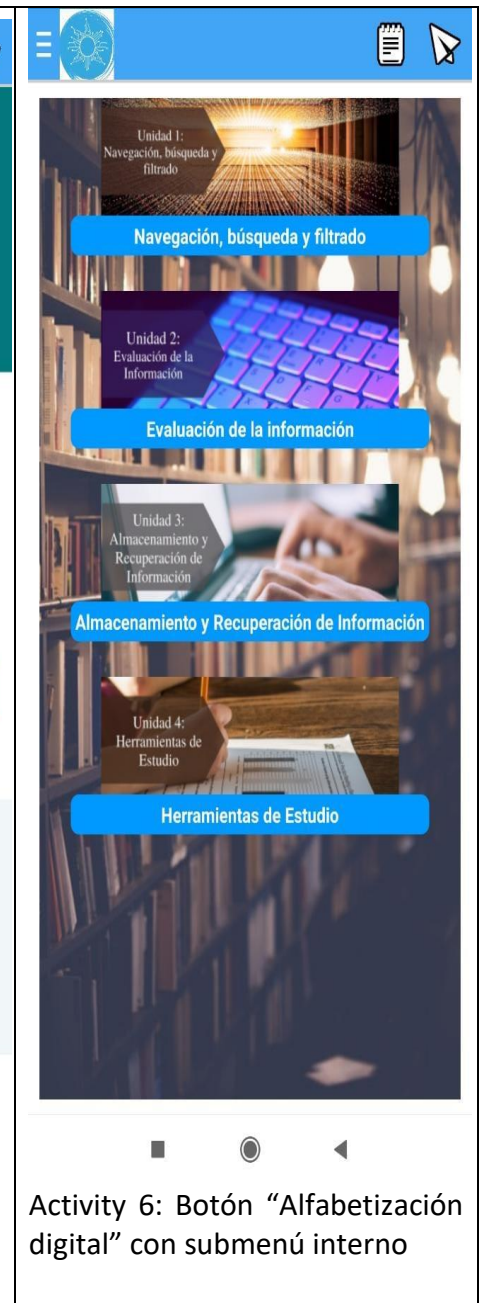 Unidad 1:
Navegación, búsqueda y
filtrado
Navegación, búsqueda y filtrado
Unidad 2:
Evaluación de la
Información
Evaluación de la información
Unidad 3:
Almacenamiento y
Recuperación de
Información
Almacenamiento y Recuperación de Información
Unidad 4:
Herramientas de
Estudio
Herramientas de Estudio
Activity 6: Botón “Alfabetización
digital” con submenú interno